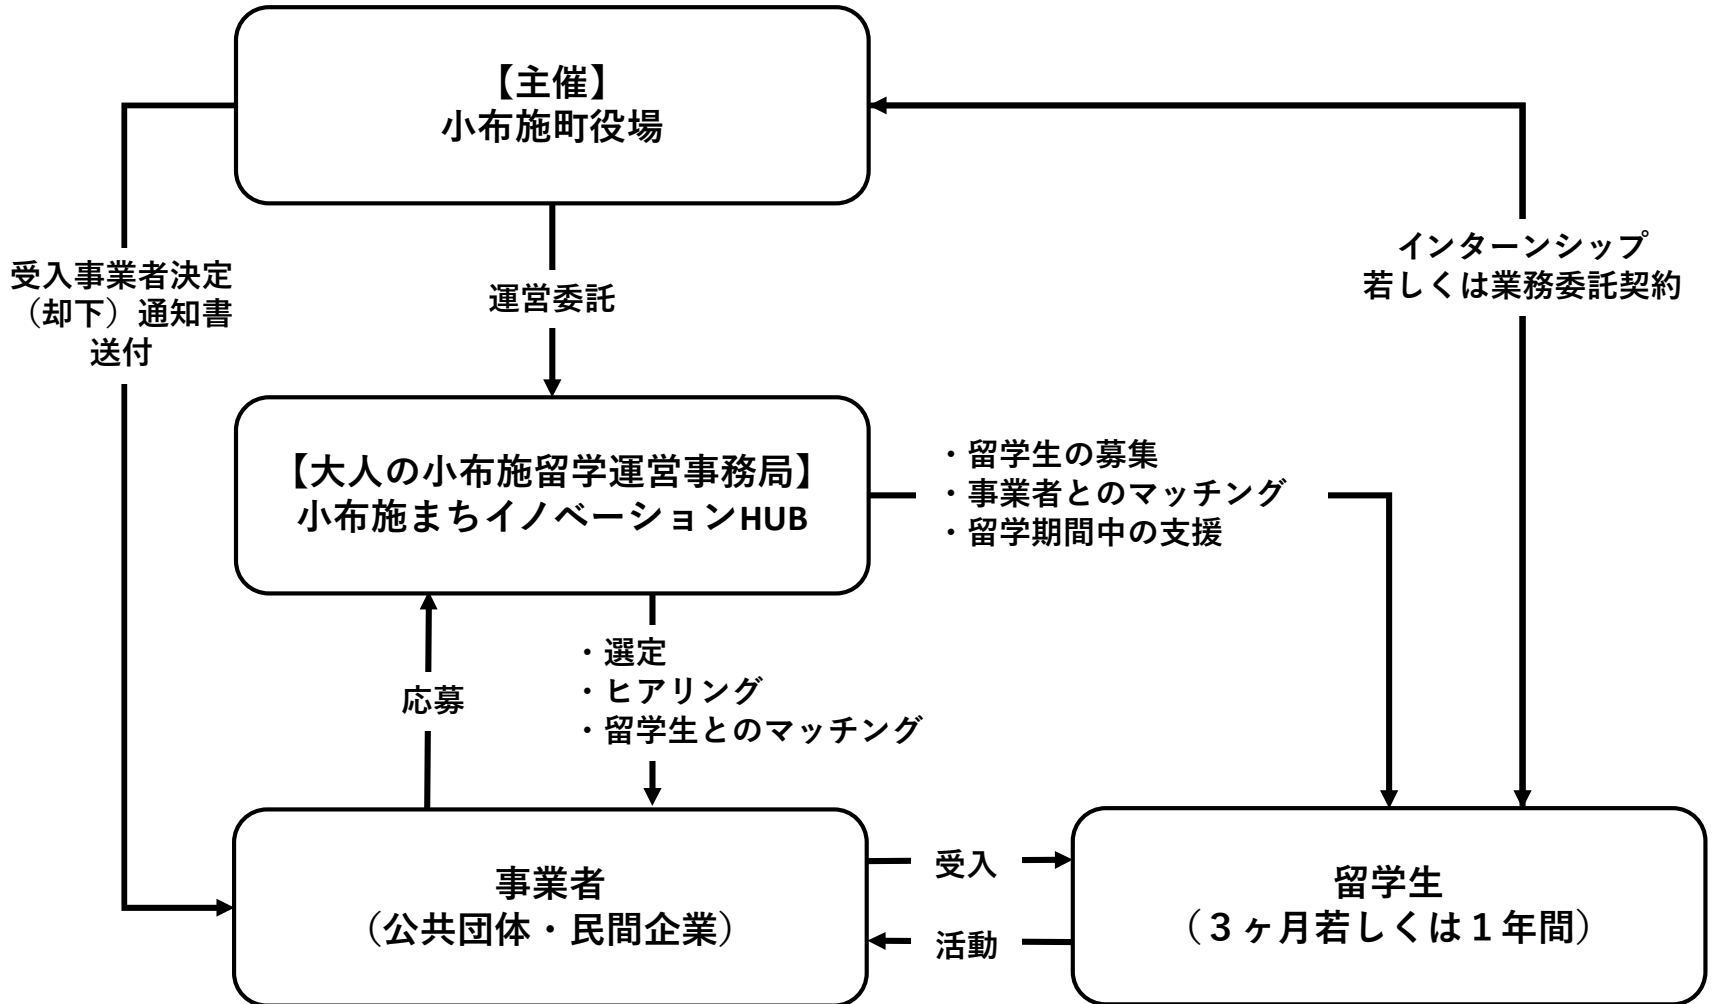 【主催】
小布施町役場
受入事業者決定
（却下）通知書
送付
運営委託
インターンシップ
若しくは業務委託契約
【大人の小布施留学運営事務局】
小布施まちイノベーションHUB
・留学生の募集
・事業者とのマッチング
・留学期間中の支援
応募
・選定
・ヒアリング
・留学生とのマッチング
事業者
（公共団体・民間企業）
受入
活動
留学生
（３ヶ月若しくは１年間）